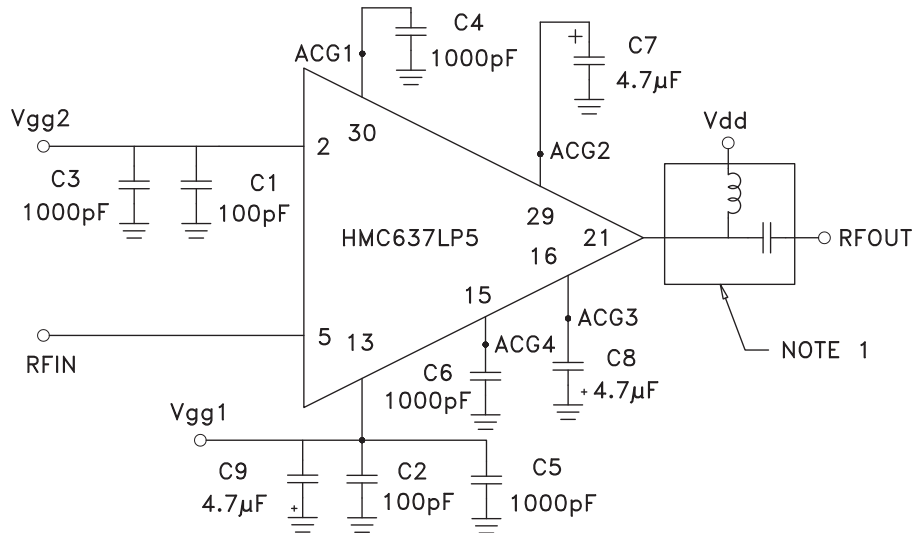 C4
1000pF
ACG1
+
C7
4.7µF
Vgg2
2
30
ACG2
Vdd
C3
1000pF
C1
100pF
29
HMC637LP5
21
RFOUT
16
15
5
13
RFIN
ACG3
ACG4
NOTE 1
C6
1000pF
C8
+ 4.7µF
Vgg1
C9
4.7µF
+
C2
100pF
C5
1000pF